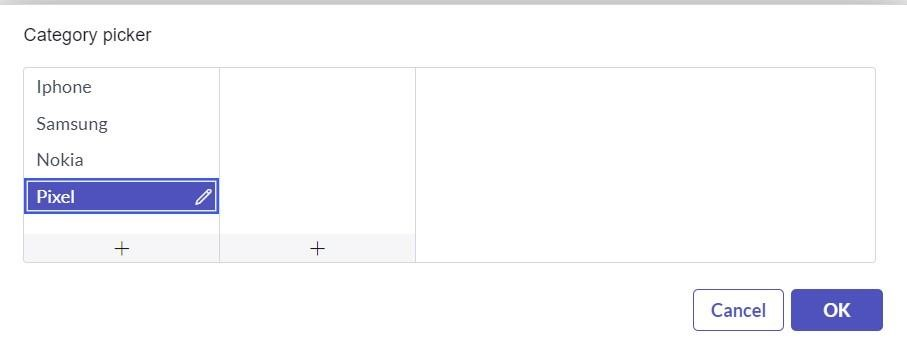 Category picker
Iphone
Samsung
Nokia
Pixel
+ +
Cancel OK